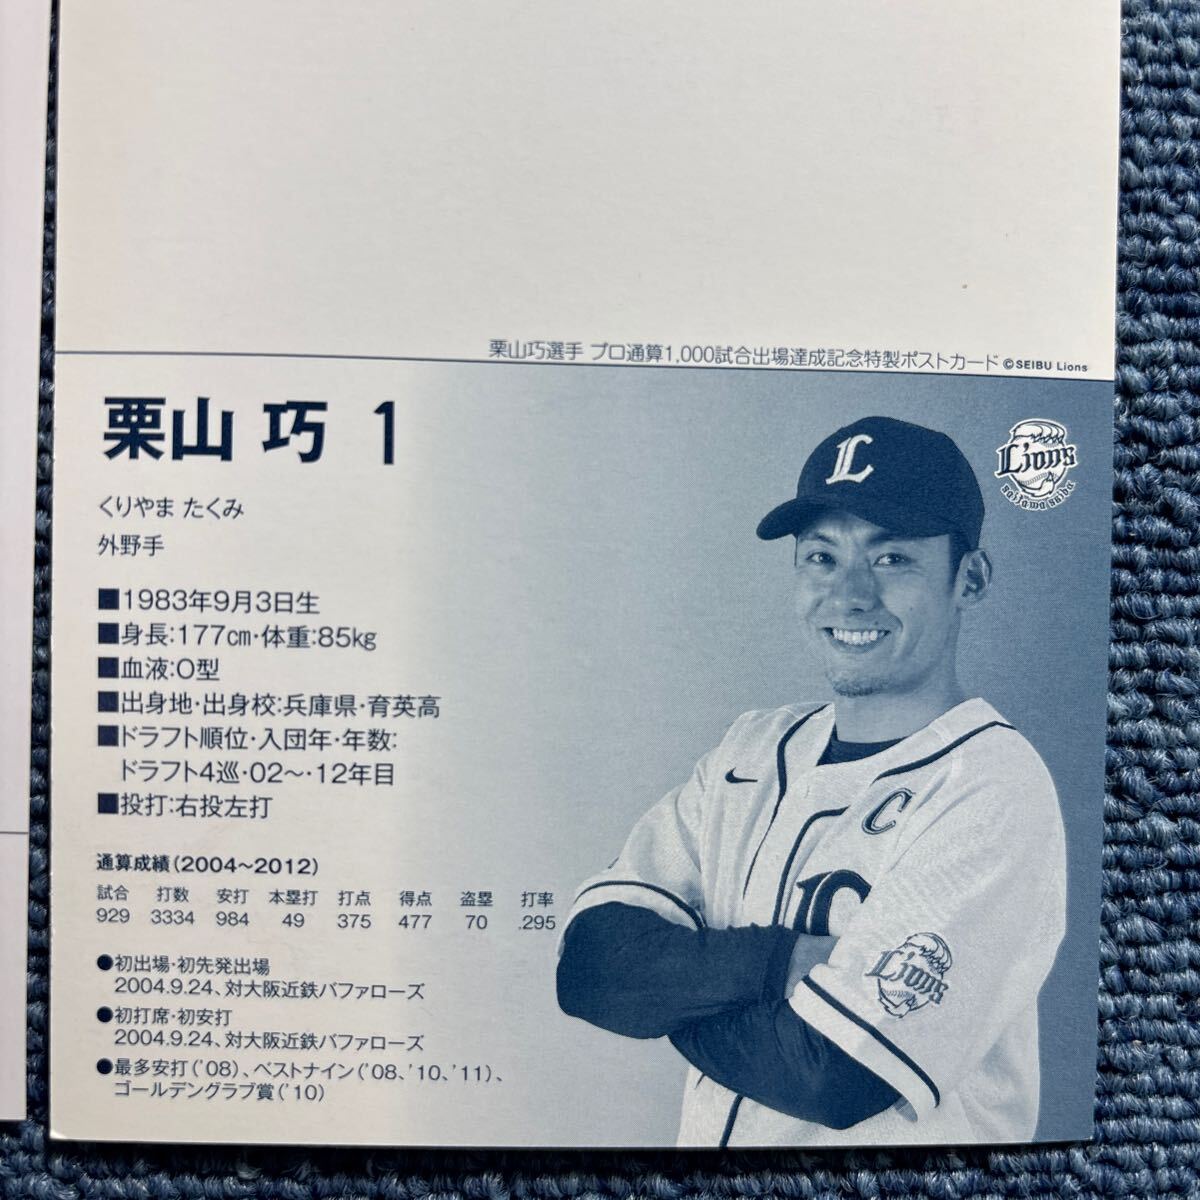 栗山巧選手 プロ通算1,000試合出場達成記念特製ポストカード ©SEIBU Lions
栗山 巧 1
くりやま たくみ
外野手
■1983年9月3日生
■身長:177cm・体重:85kg
■血液:O型
■出身地・出身校:兵庫県・育英高
■ドラフト順位・入団年・年数:
ドラフト4巡・02～・12年目
■投打:右投左打
通算成績(2004～2012)
試合 打数 安打 本塁打 打点 得点 盗塁 打率
929 3334 984 49 375 477 70 .295
●初出場・初先発出場
2004.9.24、対大阪近鉄バファローズ
●初打席・初安打
2004.9.24、対大阪近鉄バファローズ
●最多安打('08)、ベストナイン('08、'10、'11)、
ゴールデングラブ賞('10)
L
Lions
saitama seibu
C
Lions